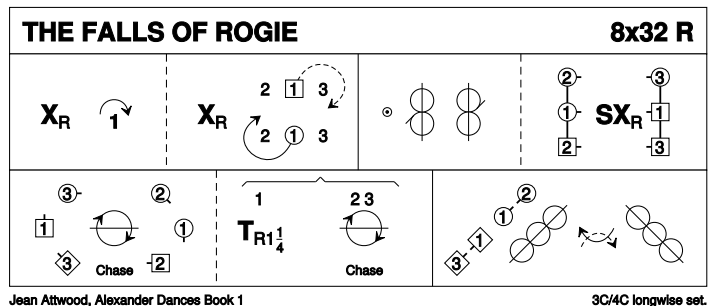 THE FALLS OF ROGIE 8x32 R
XR 1
XR 2 1 3
2 1 3
2 3
1 SXR 1
2 3
3 2
1 1
3 Chase 2
1 2 3
TR1 1/4
Chase
2
1
1
3
Jean Attwood, Alexander Dances Book 1 3C/4C longwise set.